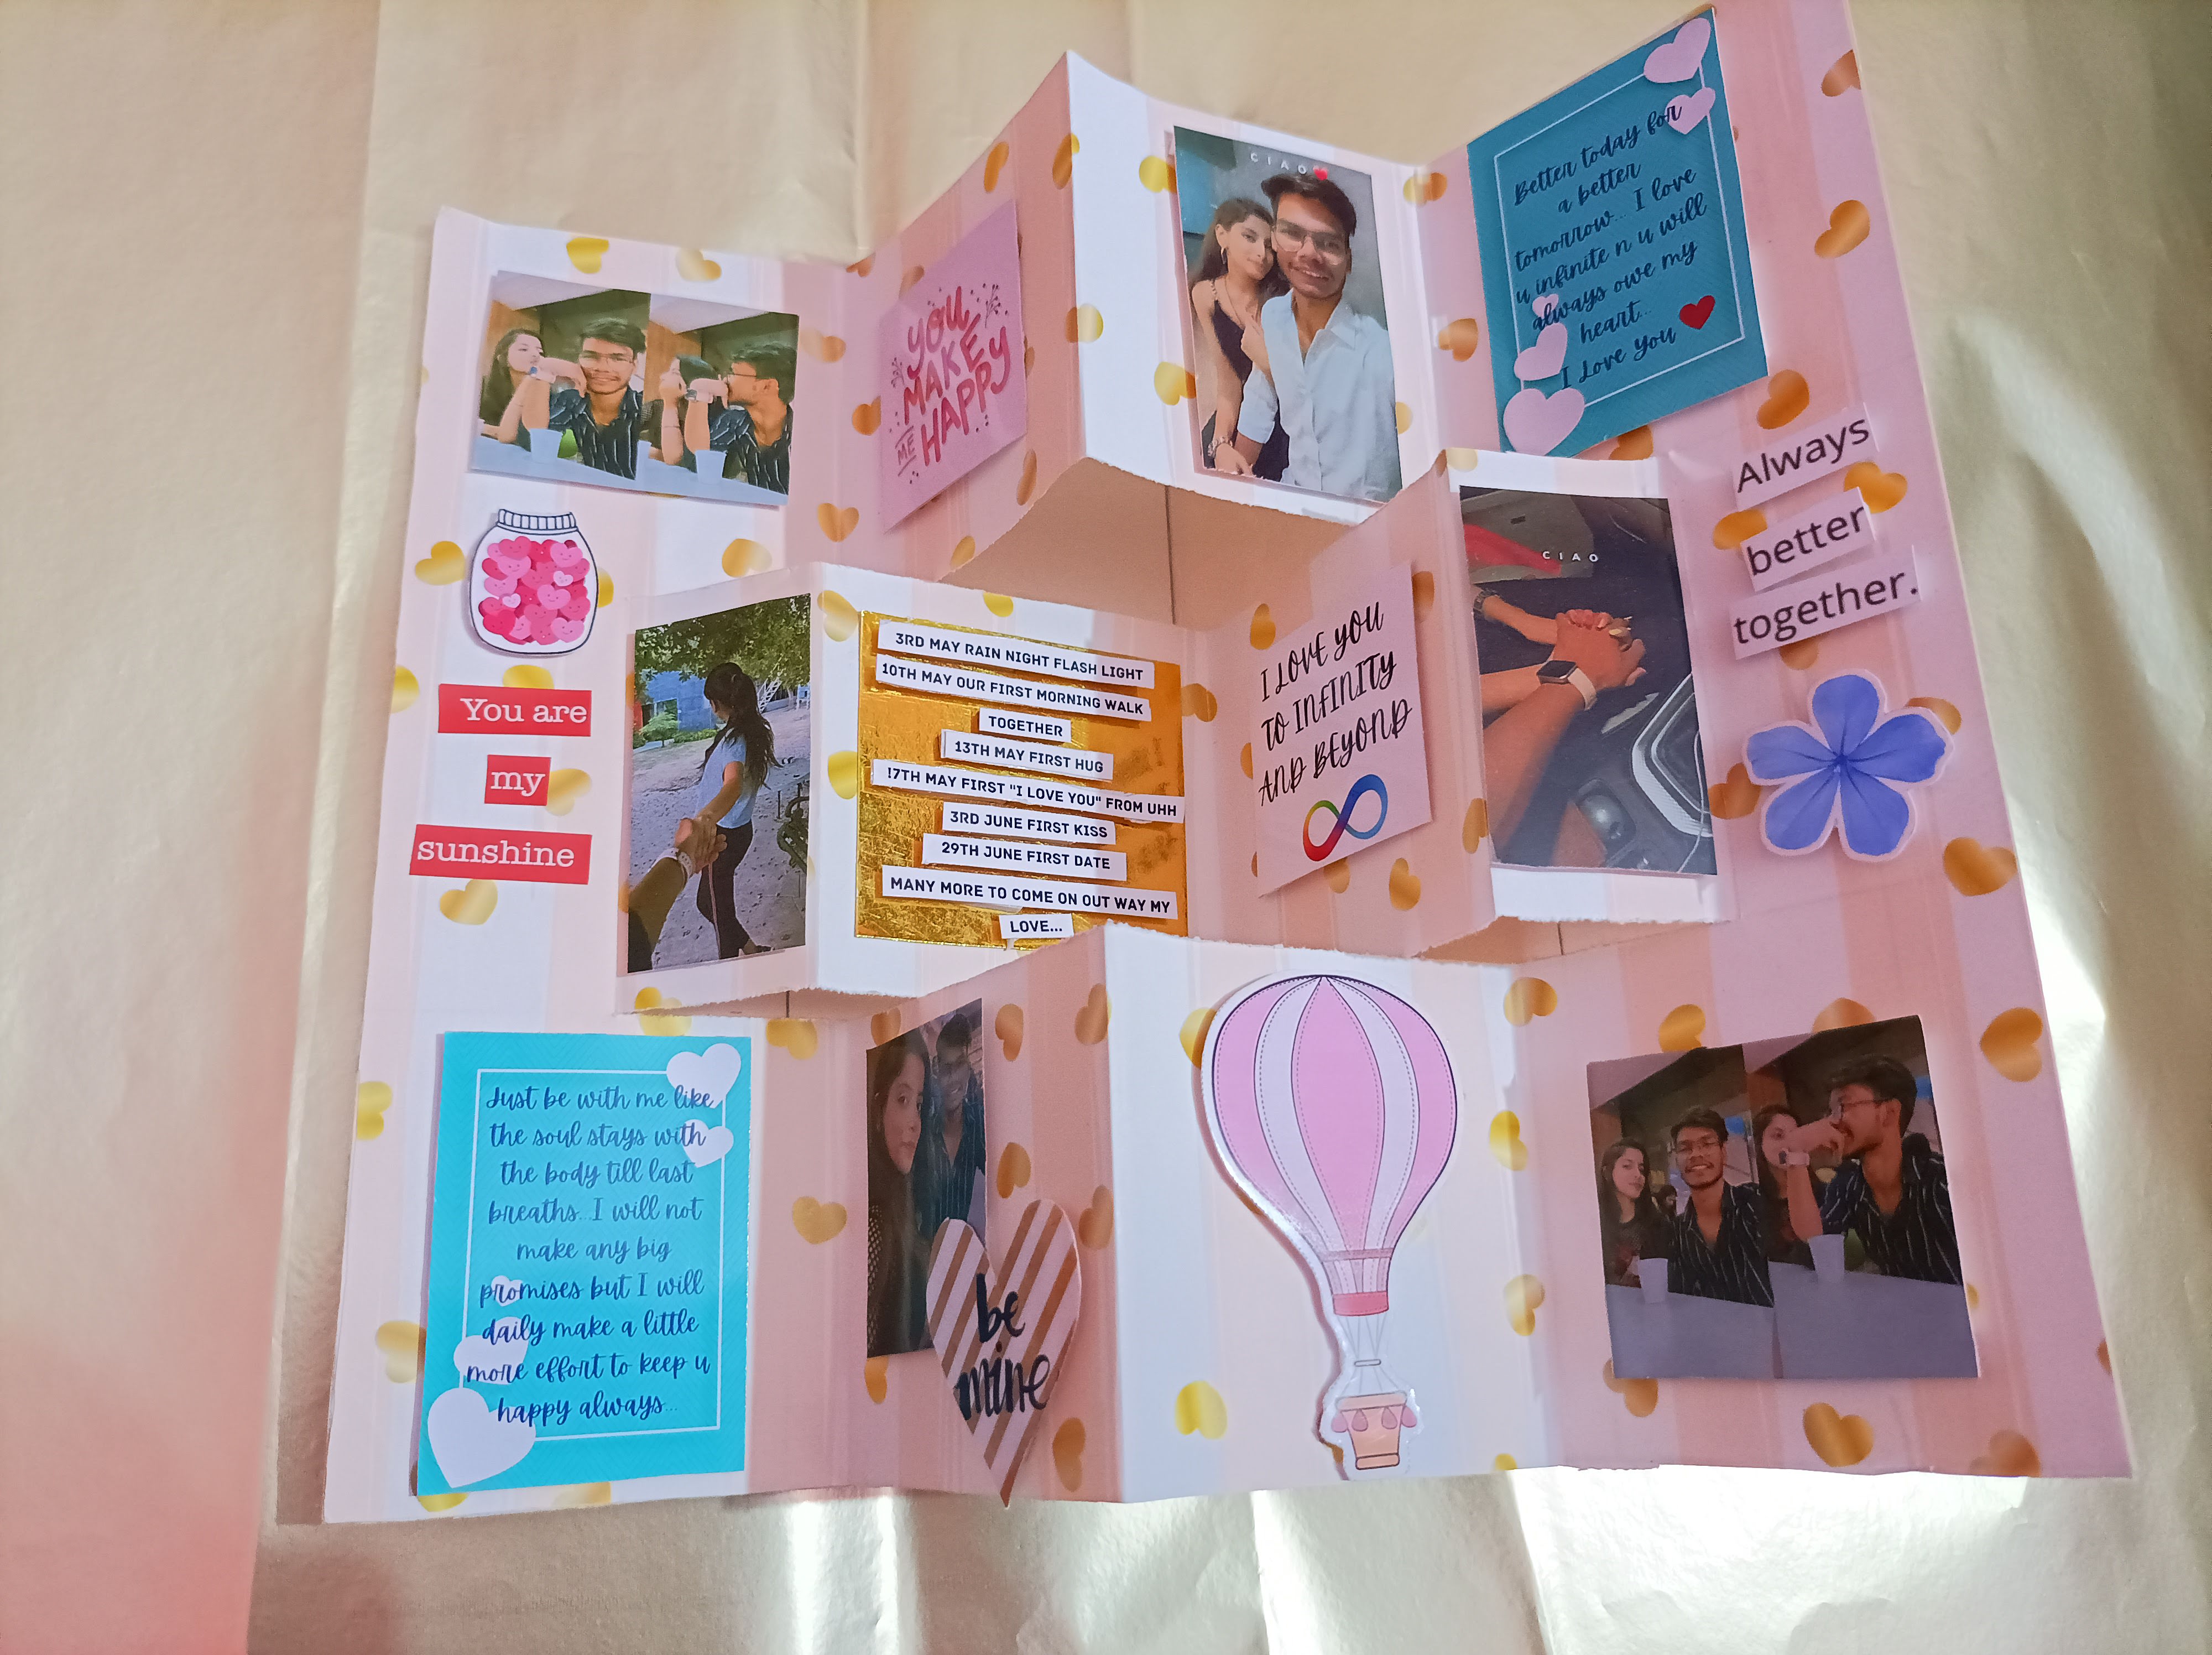 CIAO
Better today for
a better
tomorrow... I love
u infinite n u will
always owe my
heart...
I Love you
you
MAKE
ME HAPPY
Always
better
together.
You are
my
sunshine
3RD MAY RAIN NIGHT FLASH LIGHT
10TH MAY OUR FIRST MORNING WALK
TOGETHER
13TH MAY FIRST HUG
!7TH MAY FIRST "I LOVE YOU" FROM UHH
3RD JUNE FIRST KISS
29TH JUNE FIRST DATE
MANY MORE TO COME ON OUT WAY MY
LOVE...
I LOVE YOU
TO INFINITY
AND BEYOND
CIAO
Just be with me like
the soul stays with
the body till last
breaths...I will not
make any big
promises but I will
daily make a little
more effort to keep u
happy always...
be
mine